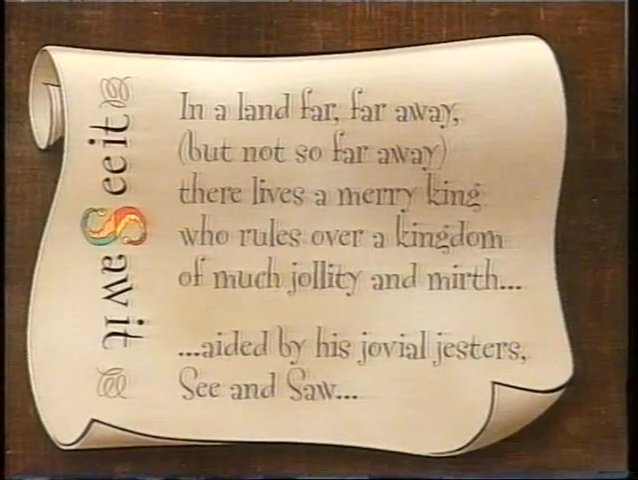 See it
Saw it
In a land far, far away,
(but not so far away)
there lives a merry king
who rules over a kingdom
of much jollity and mirth...
...aided by his jovial jesters,
See and Saw...